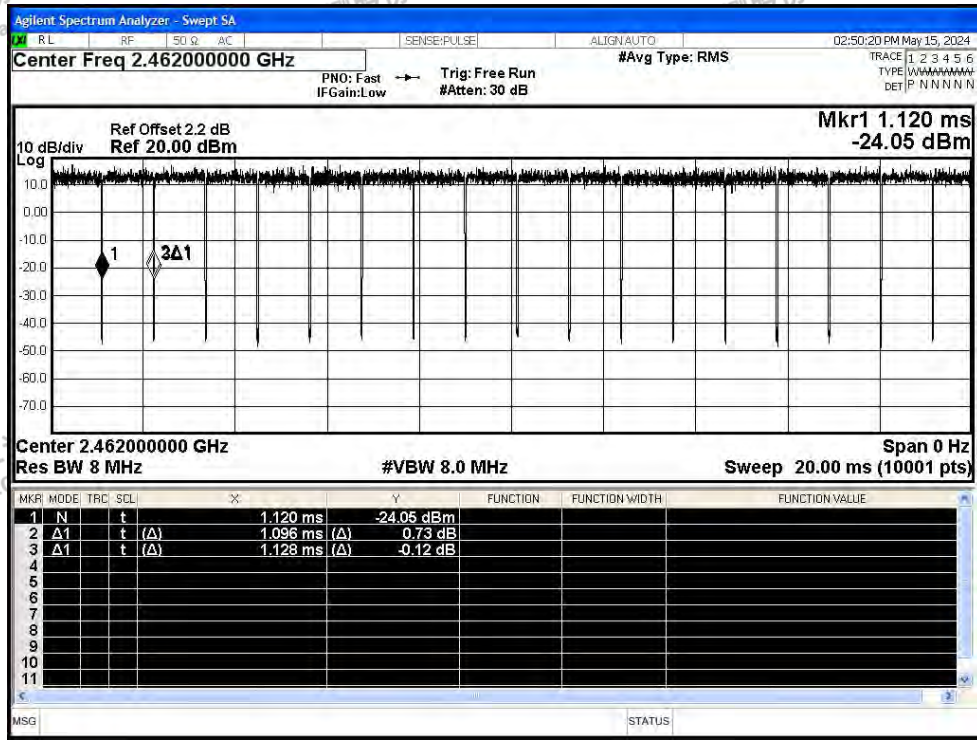 Agilent Spectrum Analyzer - Swept SA
LXI RL RF 50 Ω AC SENSE:PULSE ALIGN AUTO 02:50:20 PM May 15, 2024
Center Freq 2.462000000 GHz #Avg Type: RMS TRACE 1 2 3 4 5 6
PNO: Fast Trig: Free Run TYPE WWWWWW
IFGain:Low #Atten: 30 dB DET P N N N N N
Mkr1 1.120 ms
Ref Offset 2.2 dB
10 dB/div Ref 20.00 dBm -24.05 dBm
Log
10.0
0.00
-10.0
1 3Δ1
-20.0
-30.0
-40.0
-50.0
-60.0
-70.0
Center 2.462000000 GHz Span 0 Hz
Res BW 8 MHz #VBW 8.0 MHz Sweep 20.00 ms (10001 pts)
MKR MODE TRC SCL X Y FUNCTION FUNCTION WIDTH FUNCTION VALUE
1 N t 1.120 ms -24.05 dBm
2 Δ1 t (Δ) 1.096 ms (Δ) 0.73 dB
3 Δ1 t (Δ) 1.128 ms (Δ) -0.12 dB
4
5
6
7
8
9
10
11
MSG STATUS